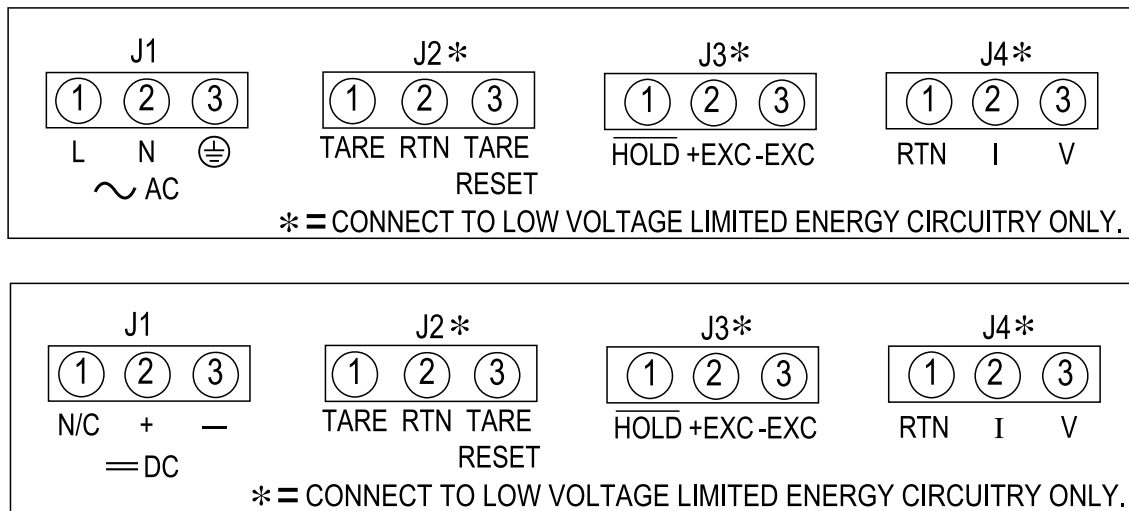 J1 J2* J3* J4*
1 2 3 1 2 3 1 2 3 1 2 3
L N TARE RTN TARE HOLD +EXC -EXC RTN I V
AC RESET
* = CONNECT TO LOW VOLTAGE LIMITED ENERGY CIRCUITRY ONLY.
J1 J2* J3* J4*
1 2 3 1 2 3 1 2 3 1 2 3
N/C + — TARE RTN TARE HOLD +EXC -EXC RTN I V
DC RESET
* = CONNECT TO LOW VOLTAGE LIMITED ENERGY CIRCUITRY ONLY.